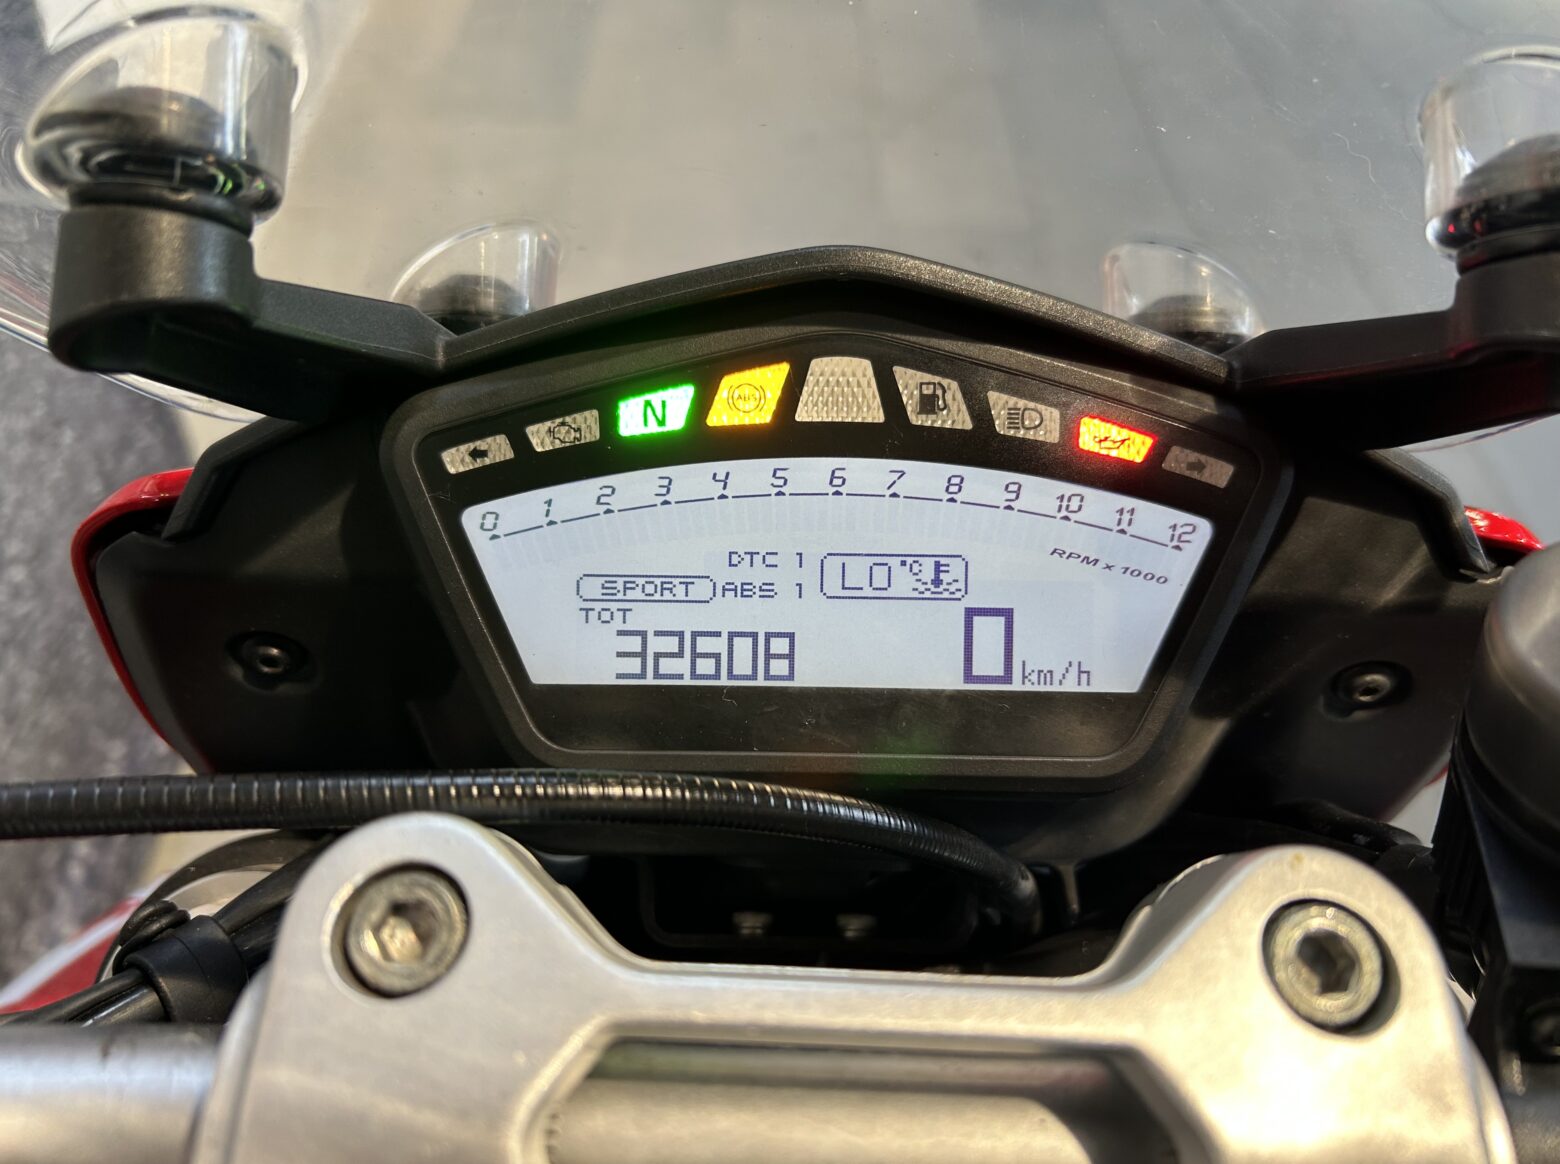 N ABS
0 1 2 3 4 5 6 7 8 9 10 11 12
RPM x 1000
DTC 1
LO °C
SPORT ABS 1
TOT
32608 0 km/h